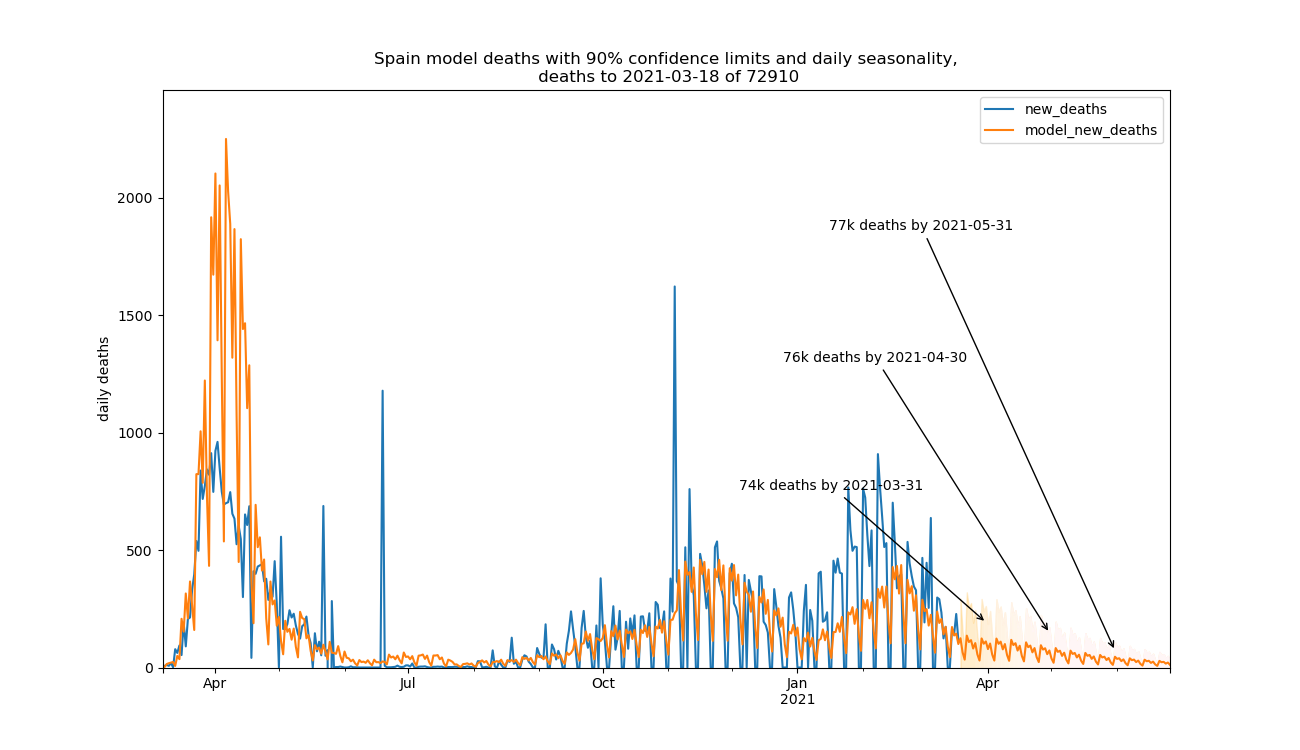 Spain model deaths with 90% confidence limits and daily seasonality,
deaths to 2021-03-18 of 72910
new_deaths
model_new_deaths
daily deaths
2000
1500
1000
500
0
77k deaths by 2021-05-31
76k deaths by 2021-04-30
74k deaths by 2021-03-31
Apr
Jul
Oct
Jan
2021
Apr